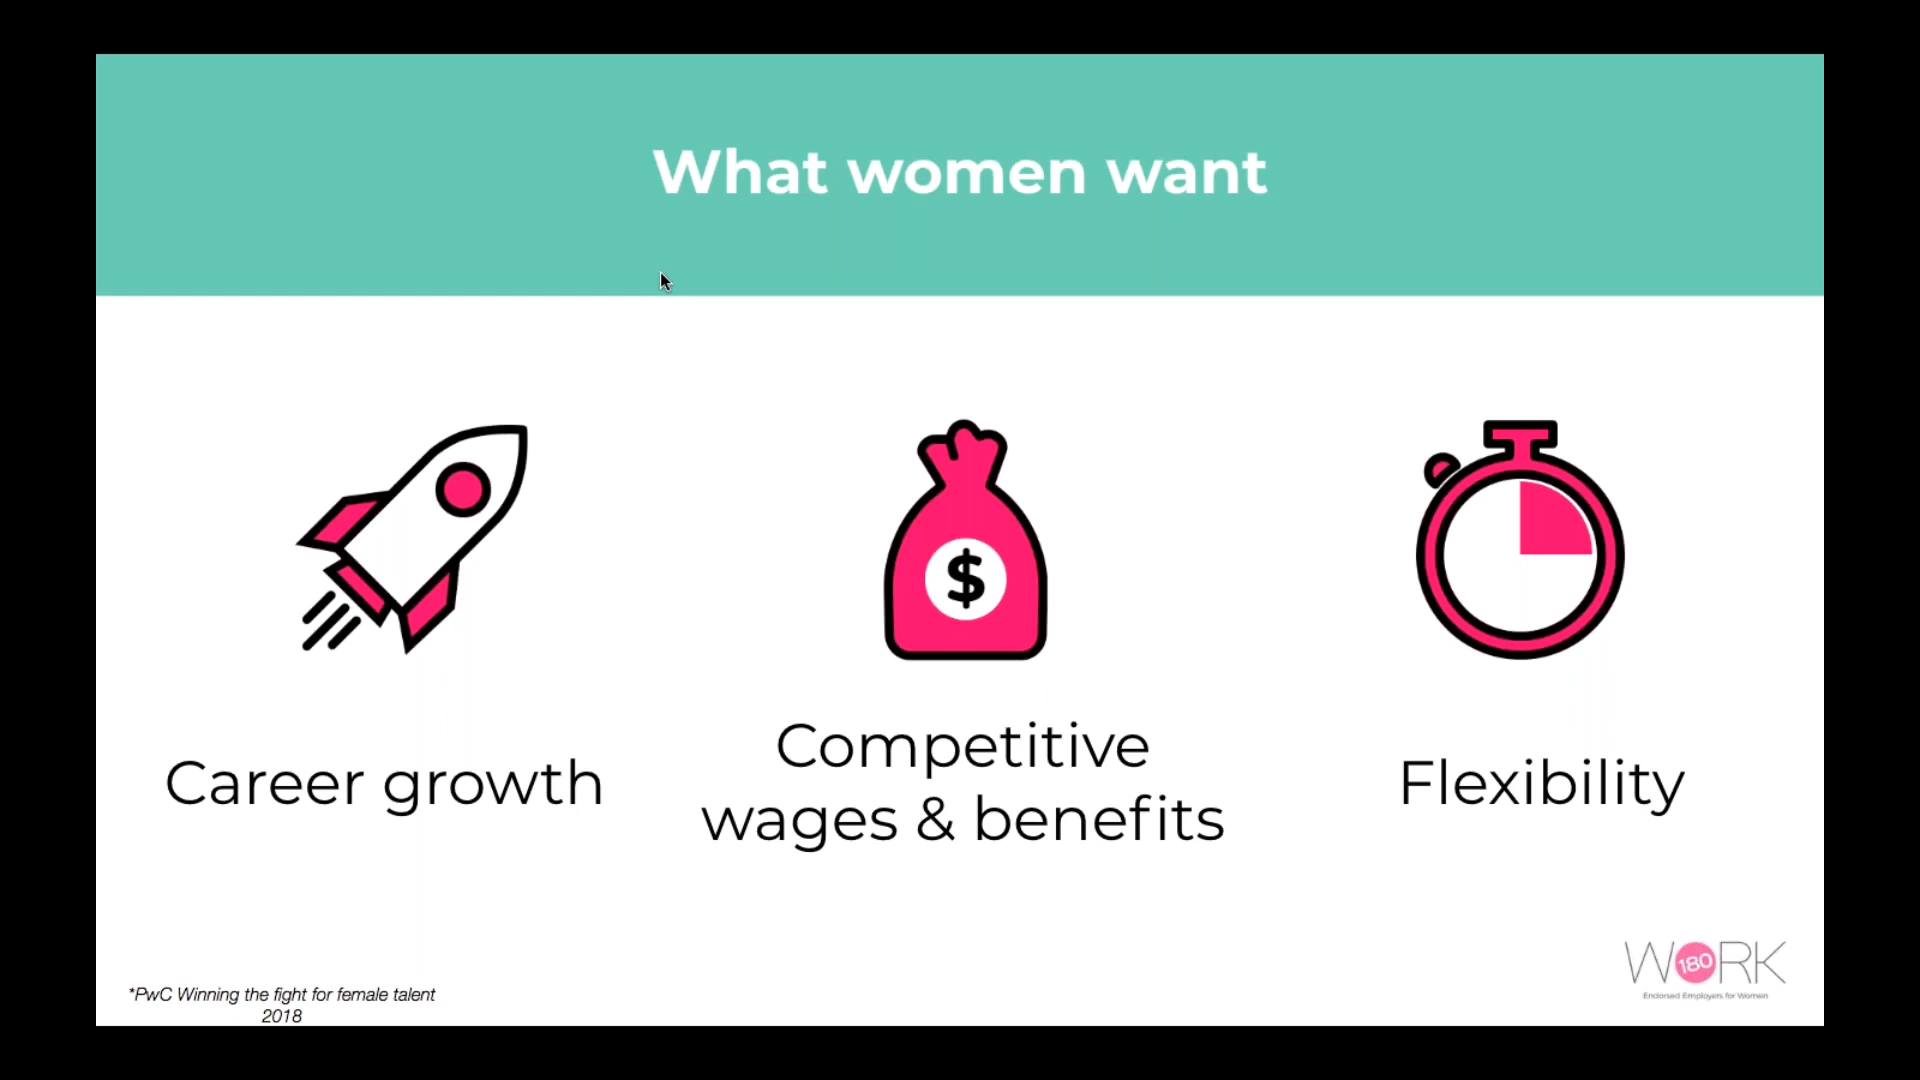 What women want
$
Career growth
Competitive
wages & benefits
Flexibility
*PwC Winning the fight for female talent
2018
W180RK
Endorsed Employers for Women